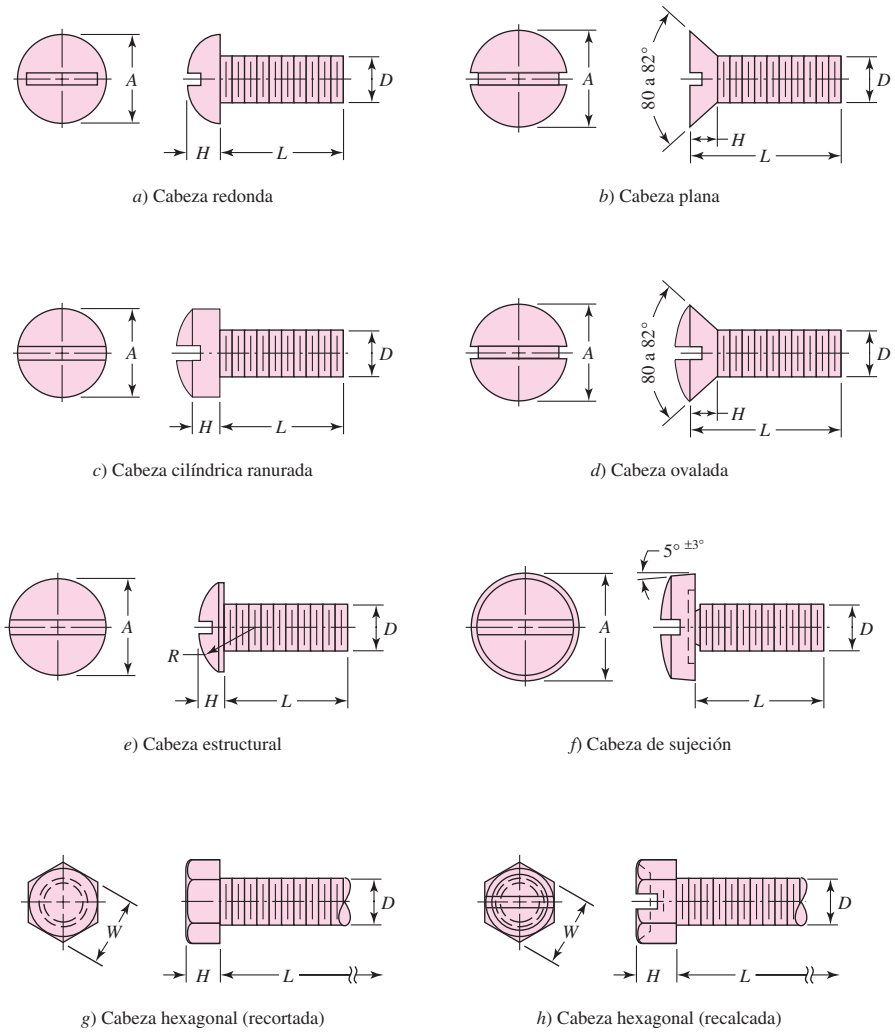 A
D
H
L
a) Cabeza redonda
A
80 a 82°
D
H
L
b) Cabeza plana
A
D
H
L
c) Cabeza cilíndrica ranurada
A
80 a 82°
D
H
L
d) Cabeza ovalada
A
D
R
H
L
e) Cabeza estructural
5° ±3°
A
D
L
f) Cabeza de sujeción
W
D
H
L
g) Cabeza hexagonal (recortada)
W
D
H
L
h) Cabeza hexagonal (recalcada)